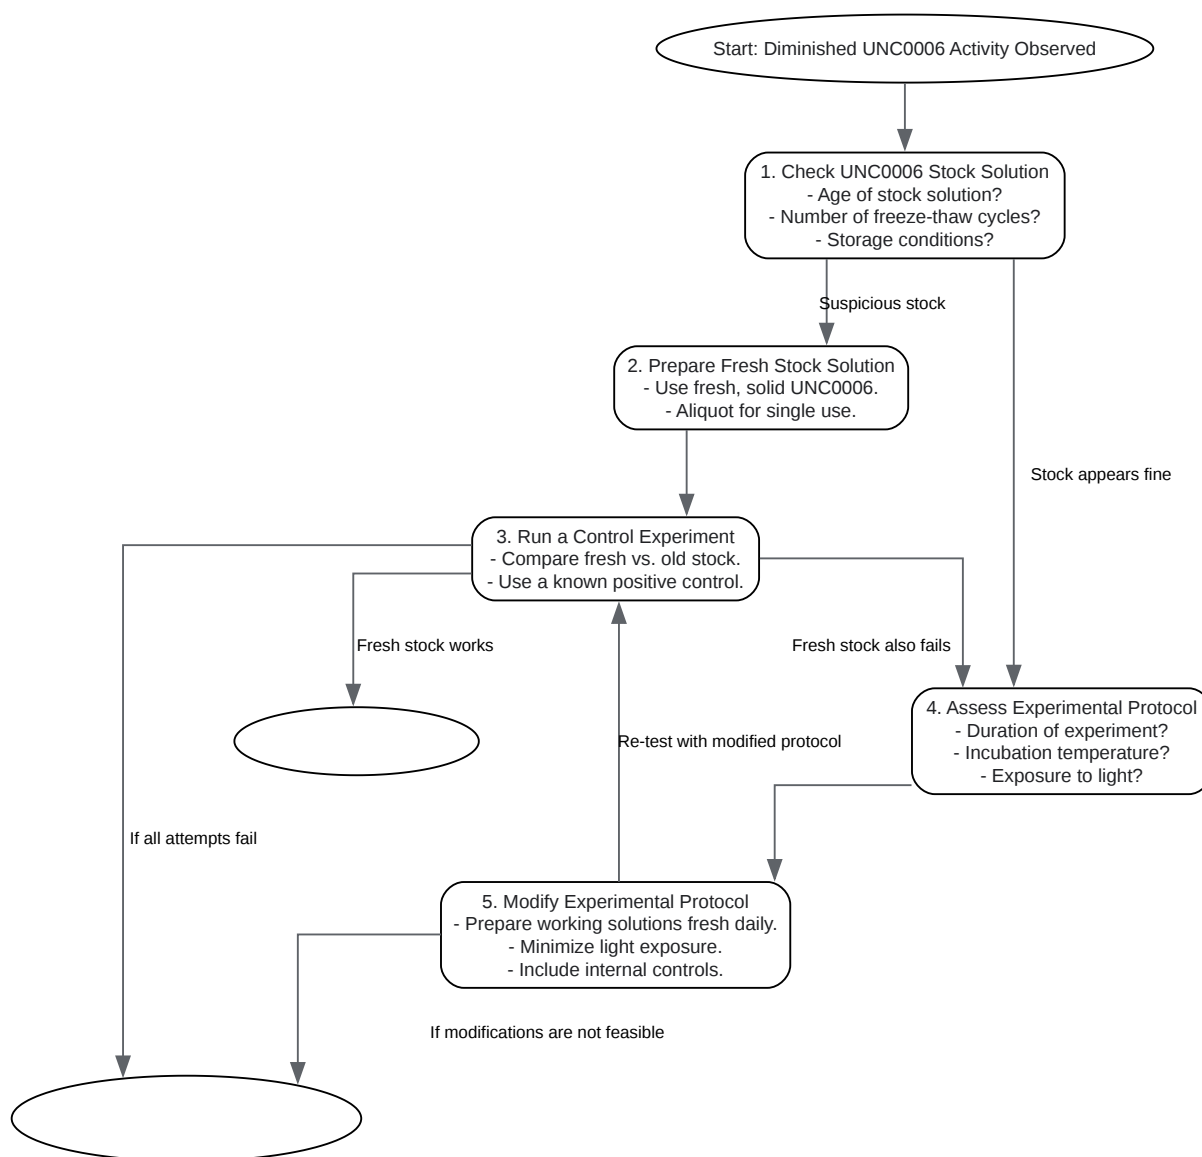 Start: Diminished UNC0006 Activity Observed
1. Check UNC0006 Stock Solution
- Age of stock solution?
- Number of freeze-thaw cycles?
- Storage conditions?
Suspicious stock
2. Prepare Fresh Stock Solution
- Use fresh, solid UNC0006.
- Aliquot for single use.
Stock appears fine
3. Run a Control Experiment
- Compare fresh vs. old stock.
- Use a known positive control.
Fresh stock works
Fresh stock also fails
4. Assess Experimental Protocol
- Duration of experiment?
- Incubation temperature?
- Exposure to light?
Re-test with modified protocol
If all attempts fail
5. Modify Experimental Protocol
- Prepare working solutions fresh daily.
- Minimize light exposure.
- Include internal controls.
If modifications are not feasible